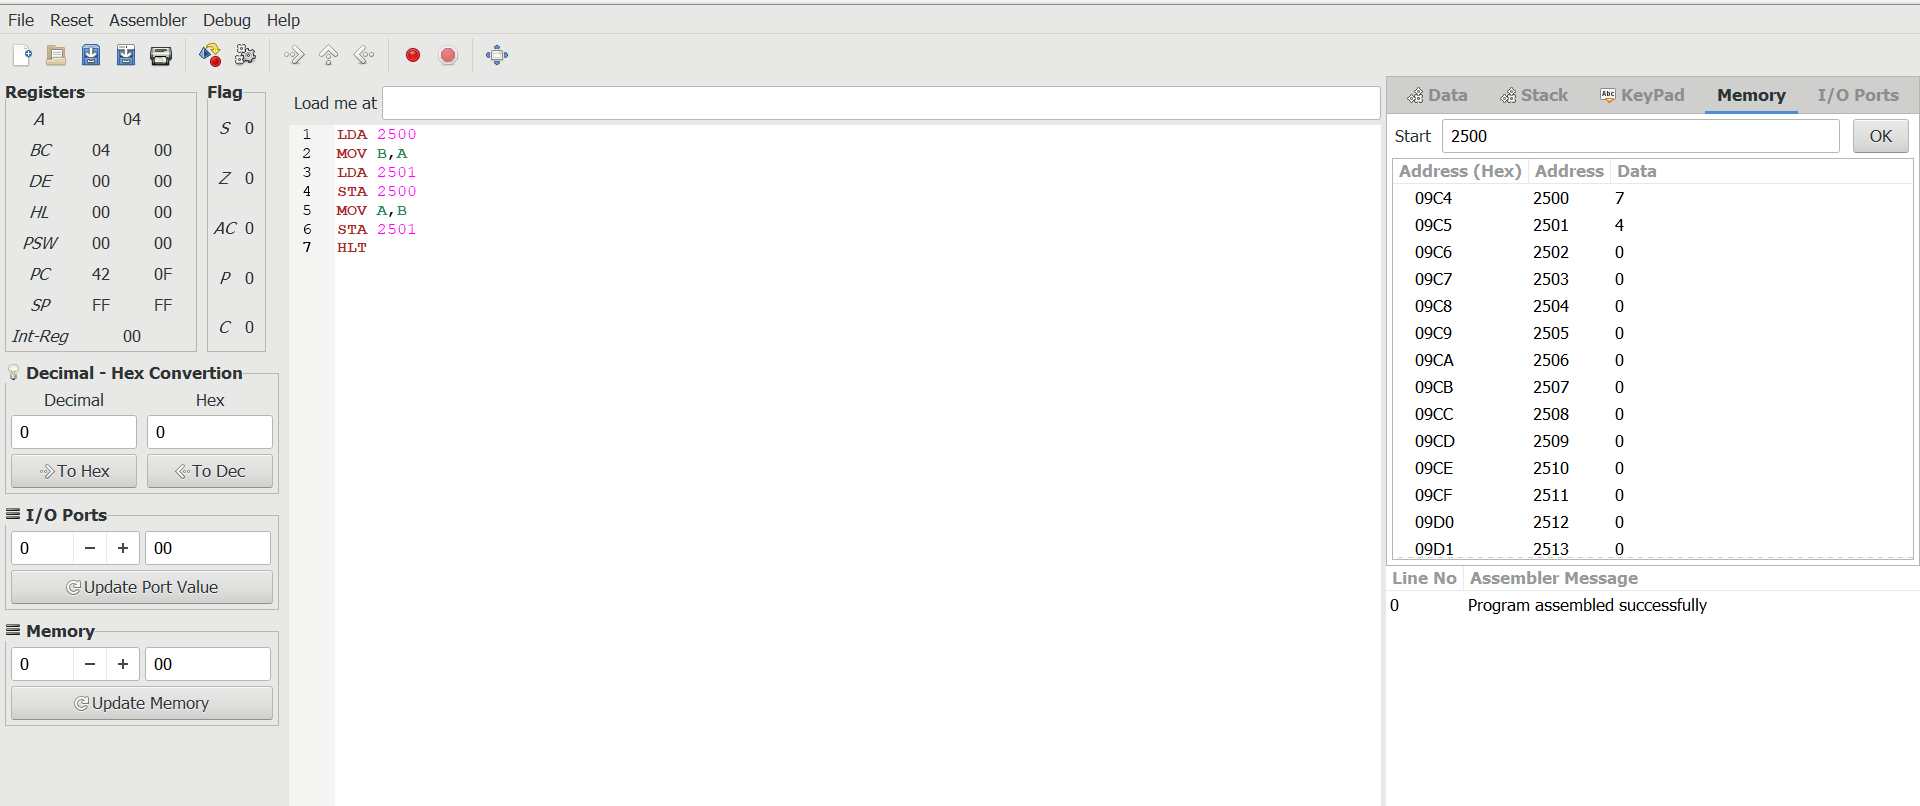 File Reset Assembler Debug Help
Registers
A 04
BC 04 00
DE 00 00
HL 00 00
PSW 00 00
PC 42 0F
SP FF FF
Int-Reg 00
Flag
S 0
Z 0
AC 0
P 0
C 0
Decimal - Hex Convertion
Decimal Hex
0 0
To Hex To Dec
I/O Ports
0 − + 00
Update Port Value
Memory
0 − + 00
Update Memory
Load me at
1 LDA 2500
2 MOV B,A
3 LDA 2501
4 STA 2500
5 MOV A,B
6 STA 2501
7 HLT
Data Stack Abc KeyPad Memory I/O Ports
Start 2500 OK
Address (Hex) Address Data
09C4 2500 7
09C5 2501 4
09C6 2502 0
09C7 2503 0
09C8 2504 0
09C9 2505 0
09CA 2506 0
09CB 2507 0
09CC 2508 0
09CD 2509 0
09CE 2510 0
09CF 2511 0
09D0 2512 0
09D1 2513 0
Line No Assembler Message
0 Program assembled successfully